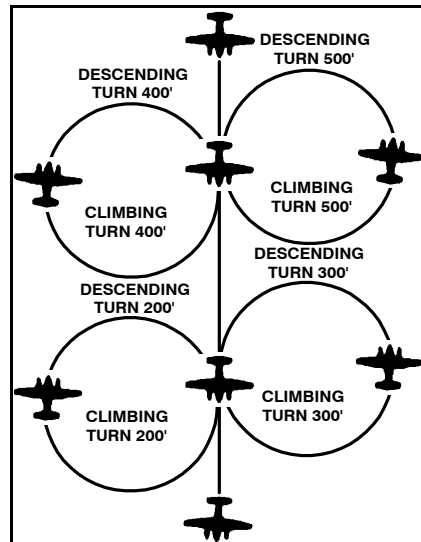 DESCENDING
TURN 500'
DESCENDING
TURN 400'
CLIMBING
TURN 400'
CLIMBING
TURN 500'
DESCENDING
TURN 300'
DESCENDING
TURN 200'
CLIMBING
TURN 200'
CLIMBING
TURN 300'